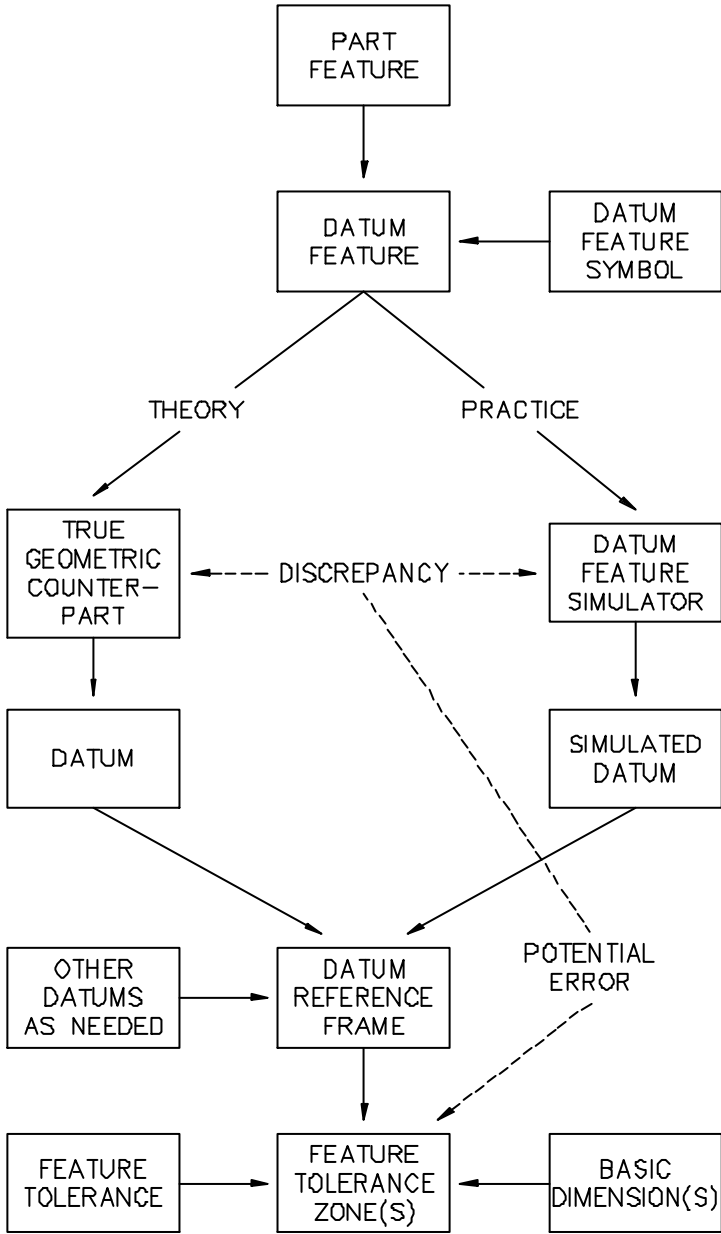 PART
FEATURE
DATUM
FEATURE
DATUM
FEATURE
SYMBOL
THEORY
PRACTICE
TRUE
GEOMETRIC
COUNTER-
PART
DISCREPANCY
DATUM
FEATURE
SIMULATOR
DATUM
SIMULATED
DATUM
OTHER
DATUMS
AS NEEDED
DATUM
REFERENCE
FRAME
POTENTIAL
ERROR
FEATURE
TOLERANCE
FEATURE
TOLERANCE
ZONE(S)
BASIC
DIMENSION(S)